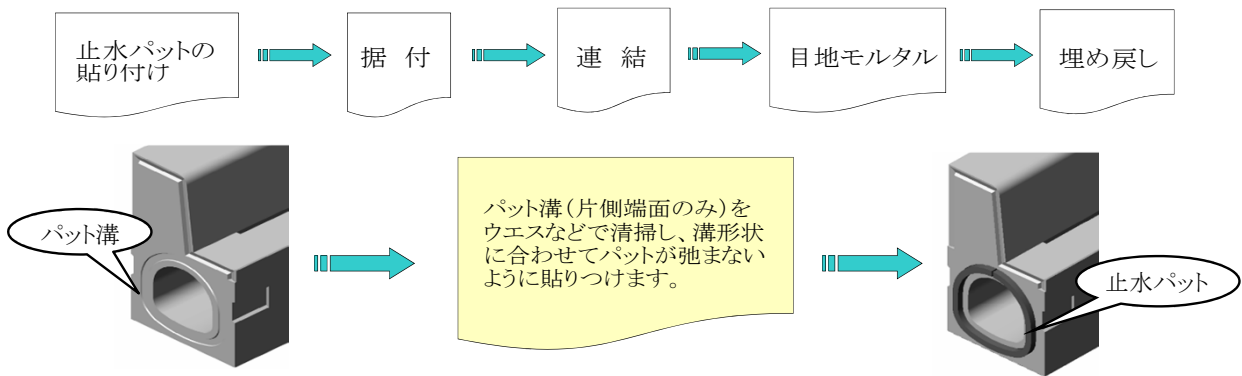 止水パットの
貼り付け
据 付
連 結
目地モルタル
埋め戻し
パット溝
パット溝(片側端面のみ)を
ウエスなどで清掃し、溝形状
に合わせてパットが弛まない
ように貼りつけます。
止水パット